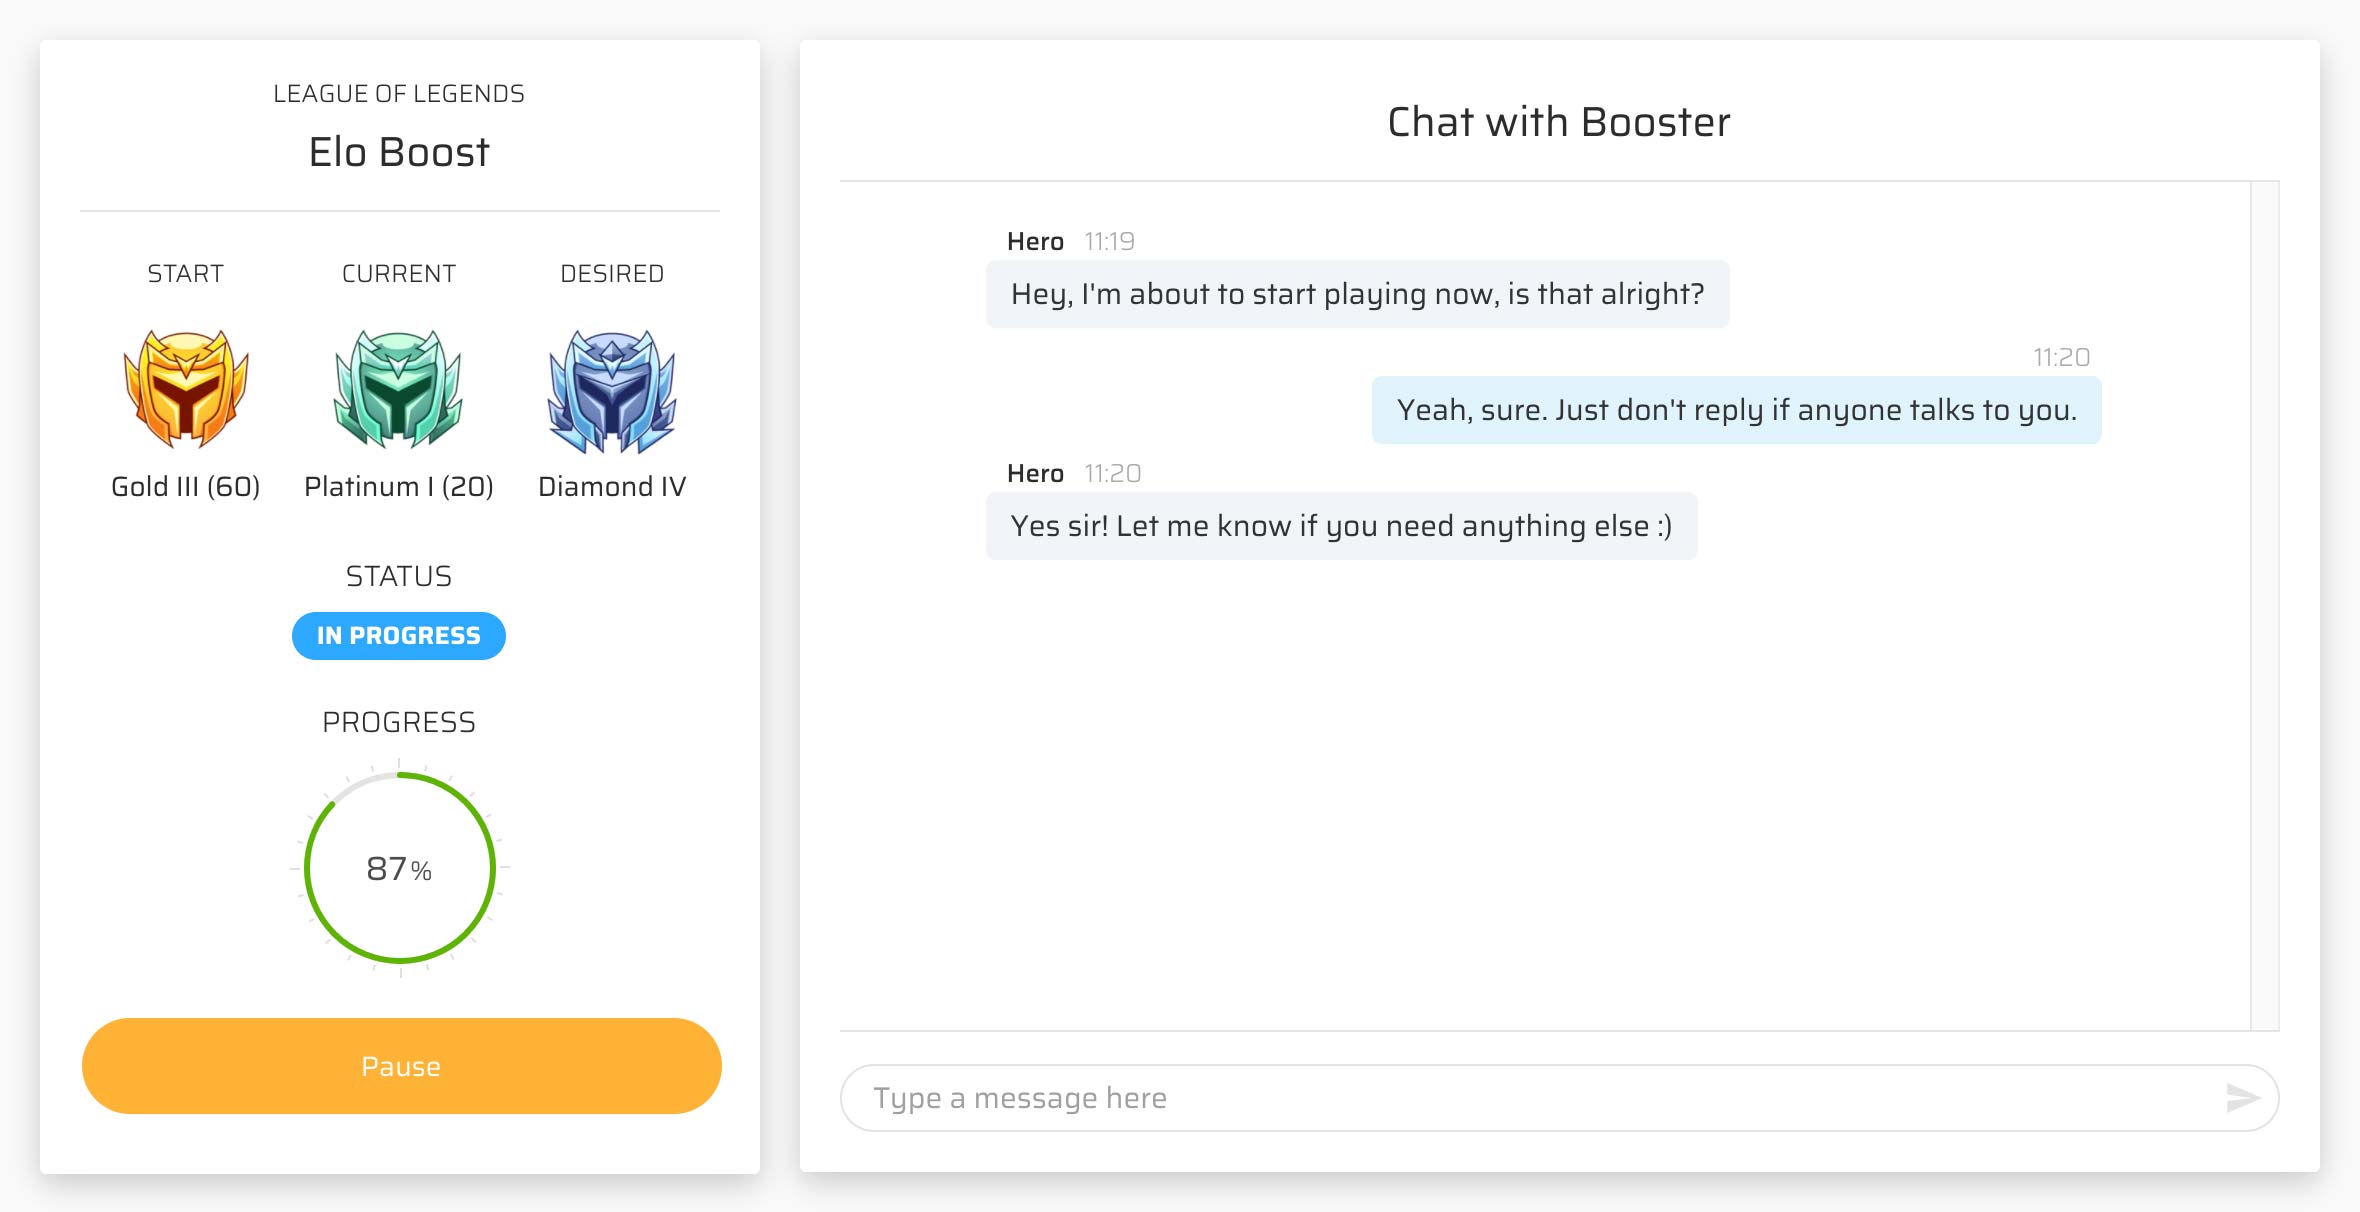 LEAGUE OF LEGENDS
Elo Boost
START CURRENT DESIRED
Gold III (60) Platinum I (20) Diamond IV
STATUS
IN PROGRESS
PROGRESS
87%
Pause
Chat with Booster
Hero 11:19
Hey, I'm about to start playing now, is that alright?
11:20
Yeah, sure. Just don't reply if anyone talks to you.
Hero 11:20
Yes sir! Let me know if you need anything else :)
Type a message here